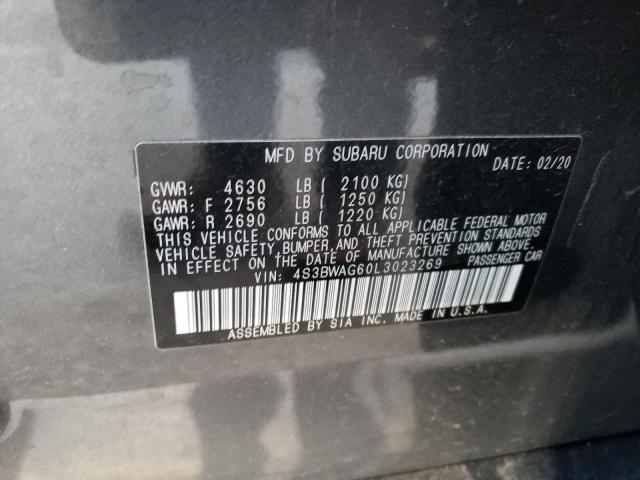 MFD BY SUBARU CORPORATION
DATE: 02/20
GVWR: 4630 LB ( 2100 KG)
GAWR: F 2756 LB ( 1250 KG)
GAWR: R 2690 LB ( 1220 KG)
THIS VEHICLE CONFORMS TO ALL APPLICABLE FEDERAL MOTOR
VEHICLE SAFETY, BUMPER, AND THEFT PREVENTION STANDARDS
IN EFFECT ON THE DATE OF MANUFACTURE SHOWN ABOVE.
VIN: 4S3BWAG60L3023269 PASSENGER CAR
ASSEMBLED BY SIA INC. MADE IN U.S.A.